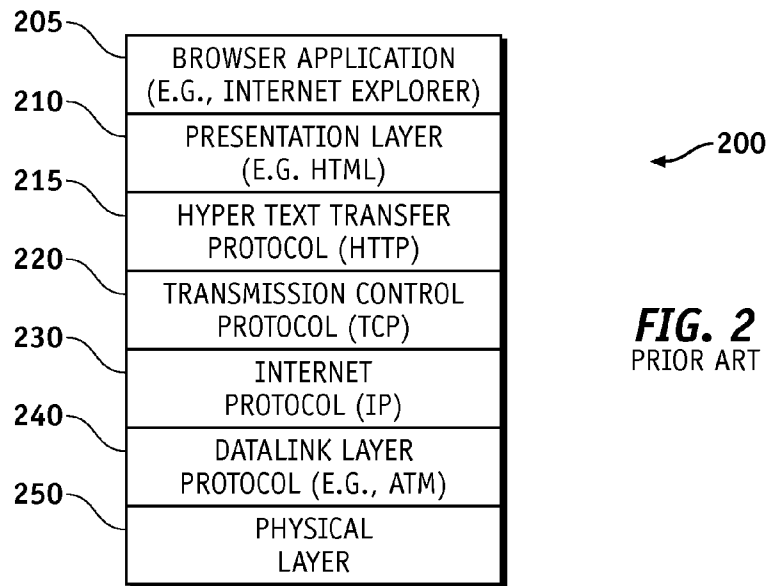 205
BROWSER APPLICATION
(E.G., INTERNET EXPLORER)
210
PRESENTATION LAYER
(E.G. HTML)
215
HYPER TEXT TRANSFER
PROTOCOL (HTTP)
220
TRANSMISSION CONTROL
PROTOCOL (TCP)
230
INTERNET
PROTOCOL (IP)
240
DATALINK LAYER
PROTOCOL (E.G., ATM)
250
PHYSICAL
LAYER
200
FIG. 2
PRIOR ART